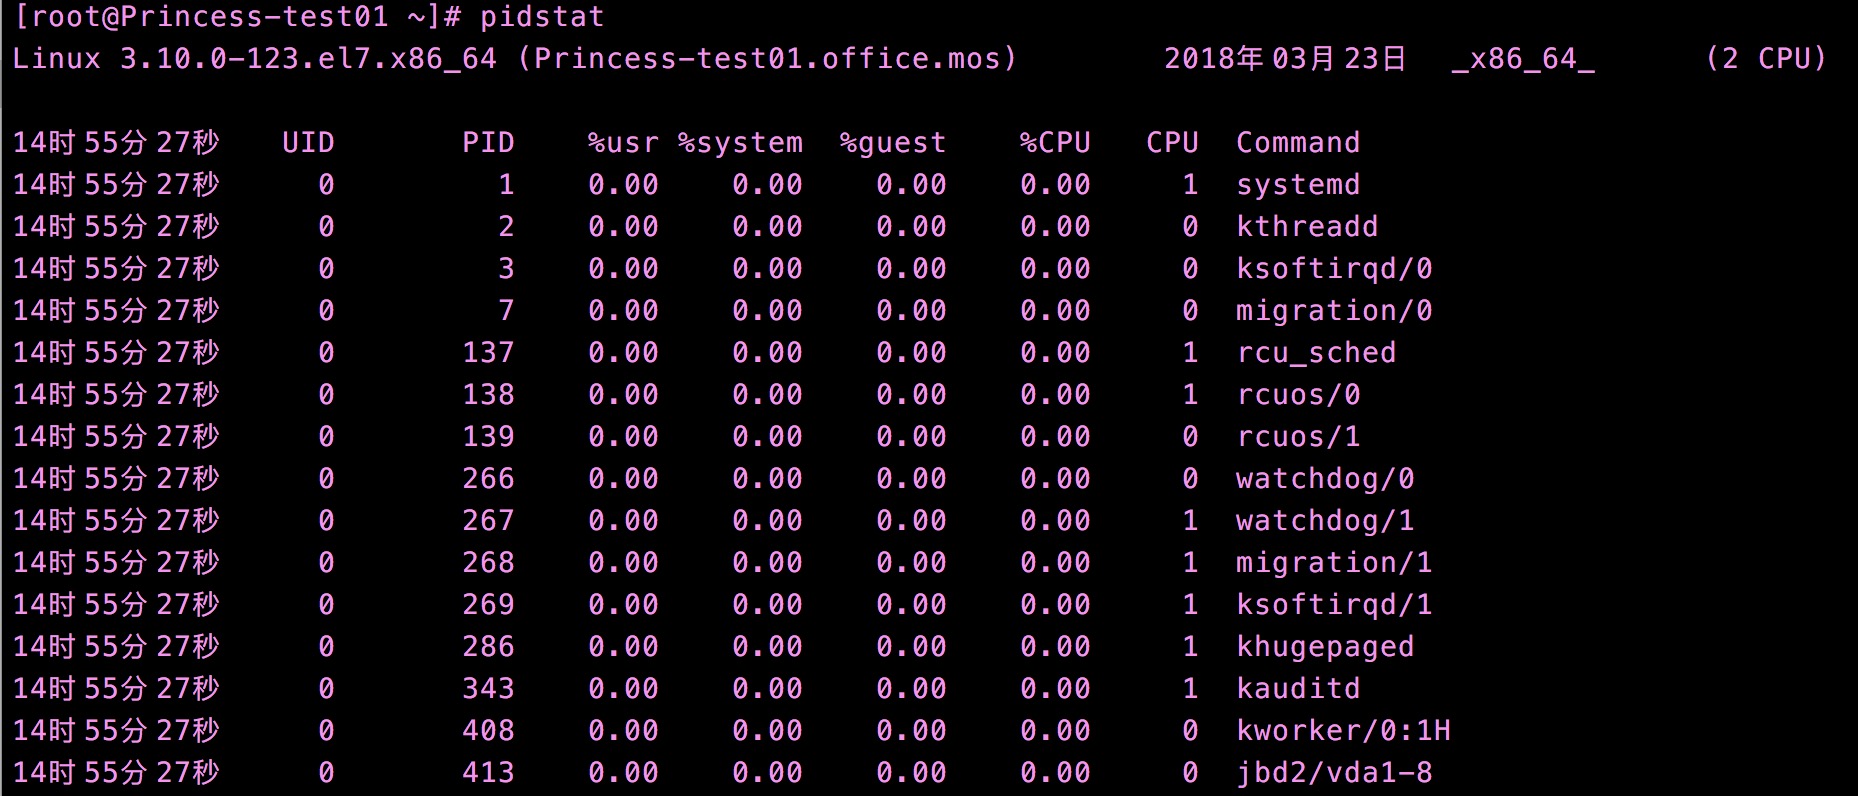 [root@Princess-test01 ~]# pidstat
Linux 3.10.0-123.el7.x86_64 (Princess-test01.office.mos) 2018年03月23日 _x86_64_ (2 CPU)
14时55分27秒 UID PID %usr %system %guest %CPU CPU Command
14时55分27秒 0 1 0.00 0.00 0.00 0.00 1 systemd
14时55分27秒 0 2 0.00 0.00 0.00 0.00 0 kthreadd
14时55分27秒 0 3 0.00 0.00 0.00 0.00 0 ksoftirqd/0
14时55分27秒 0 7 0.00 0.00 0.00 0.00 0 migration/0
14时55分27秒 0 137 0.00 0.00 0.00 0.00 1 rcu_sched
14时55分27秒 0 138 0.00 0.00 0.00 0.00 1 rcuos/0
14时55分27秒 0 139 0.00 0.00 0.00 0.00 0 rcuos/1
14时55分27秒 0 266 0.00 0.00 0.00 0.00 0 watchdog/0
14时55分27秒 0 267 0.00 0.00 0.00 0.00 1 watchdog/1
14时55分27秒 0 268 0.00 0.00 0.00 0.00 1 migration/1
14时55分27秒 0 269 0.00 0.00 0.00 0.00 1 ksoftirqd/1
14时55分27秒 0 286 0.00 0.00 0.00 0.00 1 khugepaged
14时55分27秒 0 343 0.00 0.00 0.00 0.00 1 kauditd
14时55分27秒 0 408 0.00 0.00 0.00 0.00 0 kworker/0:1H
14时55分27秒 0 413 0.00 0.00 0.00 0.00 0 jbd2/vda1-8